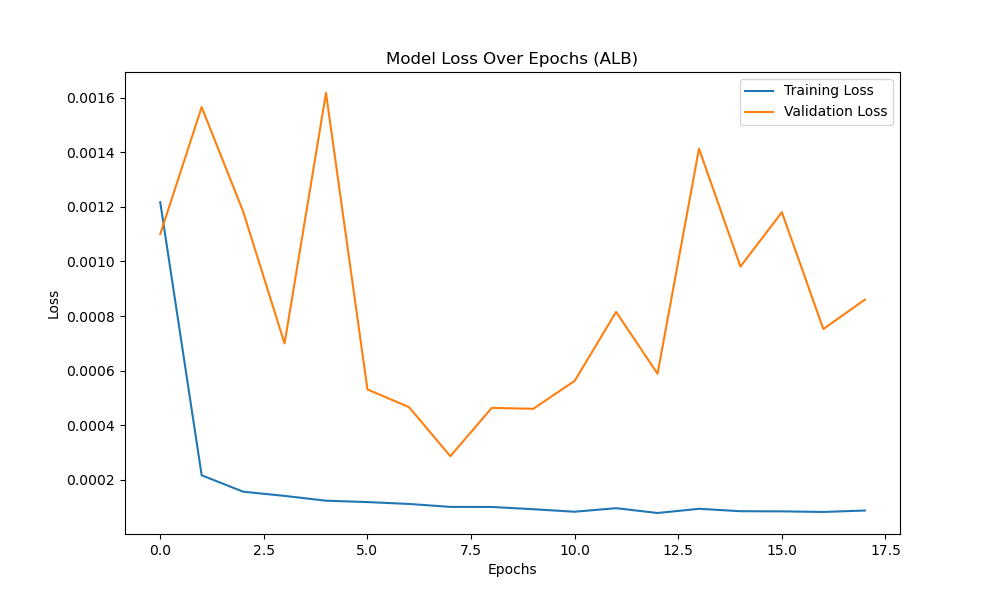 Model Loss Over Epochs (ALB)
Training Loss
Validation Loss
0.0016
0.0014
0.0012
0.0010
0.0008
0.0006
0.0004
0.0002
Loss
0.0 2.5 5.0 7.5 10.0 12.5 15.0 17.5
Epochs